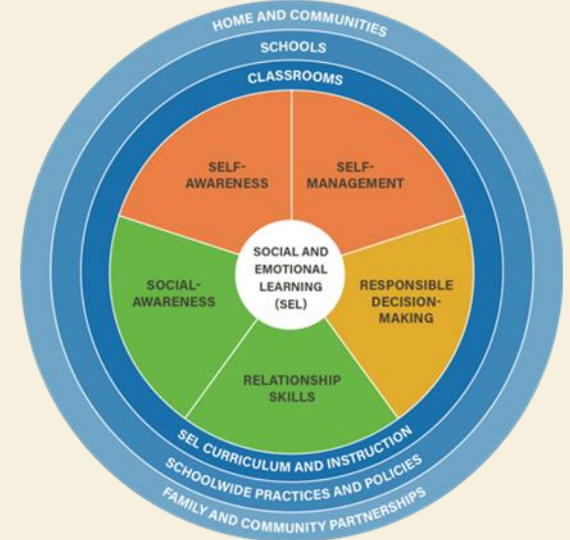 HOME AND COMMUNITIES
SCHOOLS
CLASSROOMS
SELF-
AWARENESS
SELF-
MANAGEMENT
SOCIAL AND
EMOTIONAL
LEARNING
(SEL)
SOCIAL-
AWARENESS
RESPONSIBLE
DECISION-
MAKING
RELATIONSHIP
SKILLS
SEL CURRICULUM AND INSTRUCTION
SCHOOLWIDE PRACTICES AND POLICIES
FAMILY AND COMMUNITY PARTNERSHIPS